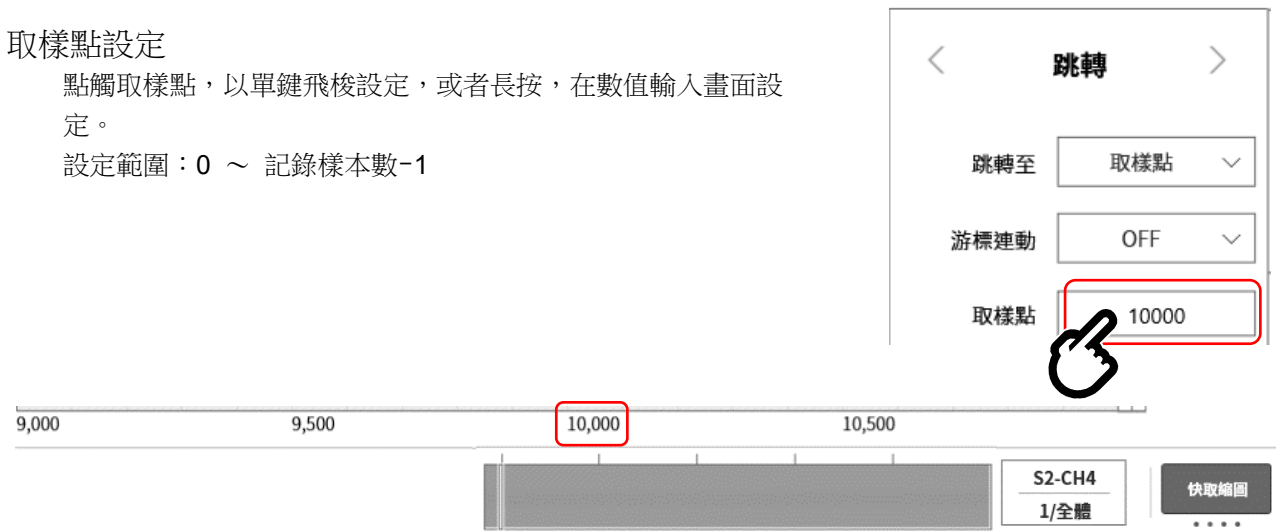 取樣點設定
點觸取樣點，以單鍵飛梭設定，或者長按，在數值輸入畫面設
定。
設定範圍：0 ～ 記錄樣本數-1
跳轉
跳轉至 取樣點
游標連動 OFF
取樣點 10000
9,000 9,500 10,000 10,500
S2-CH4
1/全體
快取縮圖